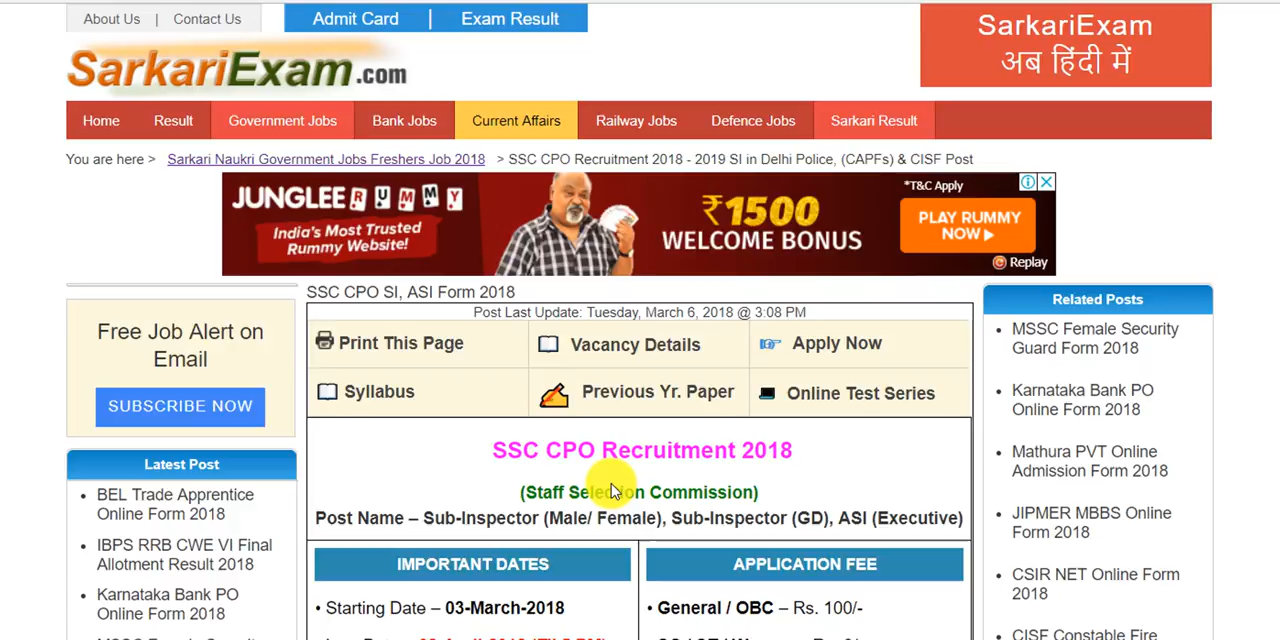 About Us | Contact Us
Admit Card | Exam Result
SarkariExam.com
SarkariExam
अब हिंदी में
Home Result Government Jobs Bank Jobs Current Affairs Railway Jobs Defence Jobs Sarkari Result
You are here > Sarkari Naukri Government Jobs Freshers Job 2018 > SSC CPO Recruitment 2018 - 2019 SI in Delhi Police, (CAPFs) & CISF Post
JUNGLEE RUMMY
India's Most Trusted
Rummy Website!
₹1500
WELCOME BONUS
*T&C Apply
PLAY RUMMY
NOW
Replay
Free Job Alert on
Email
SUBSCRIBE NOW
Latest Post
• BEL Trade Apprentice
Online Form 2018
• IBPS RRB CWE VI Final
Allotment Result 2018
• Karnataka Bank PO
Online Form 2018
SSC CPO SI, ASI Form 2018
Post Last Update: Tuesday, March 6, 2018 @ 3:08 PM
Print This Page Vacancy Details Apply Now
Syllabus Previous Yr. Paper Online Test Series
SSC CPO Recruitment 2018
(Staff Selection Commission)
Post Name – Sub-Inspector (Male/ Female), Sub-Inspector (GD), ASI (Executive)
IMPORTANT DATES
• Starting Date – 03-March-2018
APPLICATION FEE
• General / OBC – Rs. 100/-
Related Posts
• MSSC Female Security
Guard Form 2018
• Karnataka Bank PO
Online Form 2018
• Mathura PVT Online
Admission Form 2018
• JIPMER MBBS Online
Form 2018
• CSIR NET Online Form
2018
• CISF Constable Fire